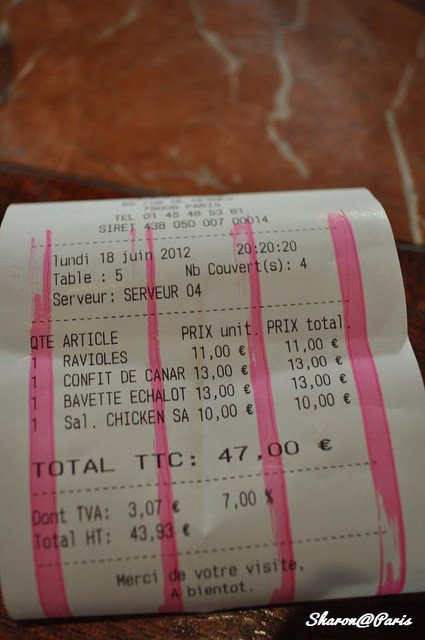 75006 PARIS
TEL 01 45 48 53 81
SIRET 438 050 007 00014
lundi 18 juin 2012 20:20:20
Table : 5 Nb Couvert(s): 4
Serveur: SERVEUR 04
QTE ARTICLE PRIX unit. PRIX total
1 RAVIOLES 11,00 € 11,00 €
1 CONFIT DE CANAR 13,00 € 13,00 €
1 BAVETTE ECHALOT 13,00 € 13,00 €
1 Sal. CHICKEN SA 10,00 € 10,00 €
TOTAL TTC: 47,00 €
Dont TVA: 3,07 € 7,00 %
Total HT: 43,93 €
Merci de votre visite.
A bientot.
Sharon@Paris